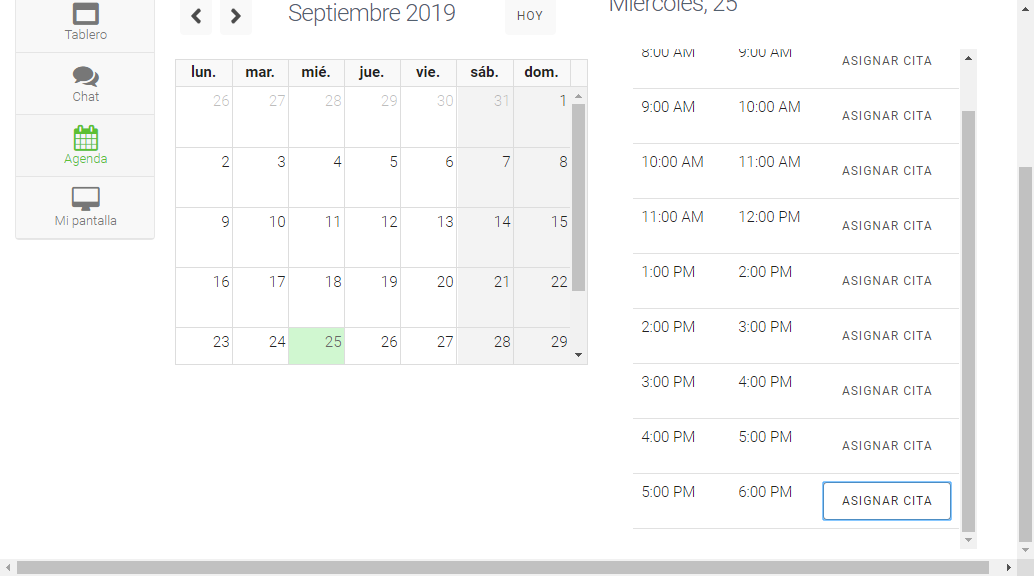 Tablero
Chat
Agenda
Mi pantalla
Septiembre 2019
HOY
lun. mar. mié. jue. vie. sáb. dom.
26 27 28 29 30 31 1
2 3 4 5 6 7 8
9 10 11 12 13 14 15
16 17 18 19 20 21 22
23 24 25 26 27 28 29
Miércoles, 25
8:00 AM 9:00 AM ASIGNAR CITA
9:00 AM 10:00 AM ASIGNAR CITA
10:00 AM 11:00 AM ASIGNAR CITA
11:00 AM 12:00 PM ASIGNAR CITA
1:00 PM 2:00 PM ASIGNAR CITA
2:00 PM 3:00 PM ASIGNAR CITA
3:00 PM 4:00 PM ASIGNAR CITA
4:00 PM 5:00 PM ASIGNAR CITA
5:00 PM 6:00 PM ASIGNAR CITA